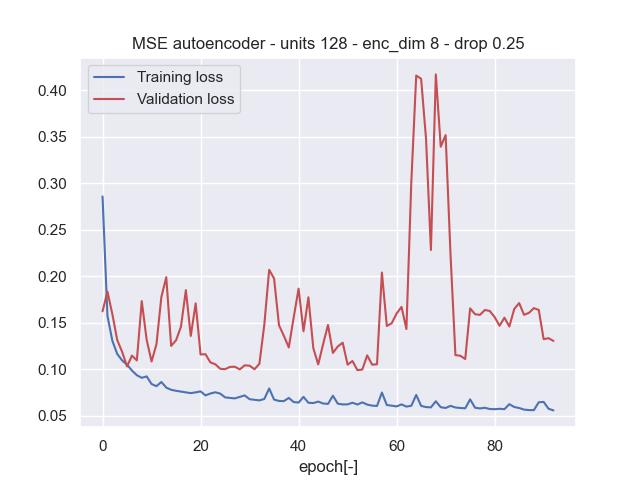 MSE autoencoder - units 128 - enc_dim 8 - drop 0.25
Training loss
Validation loss
0.40
0.35
0.30
0.25
0.20
0.15
0.10
0.05
0 20 40 60 80
epoch[-]